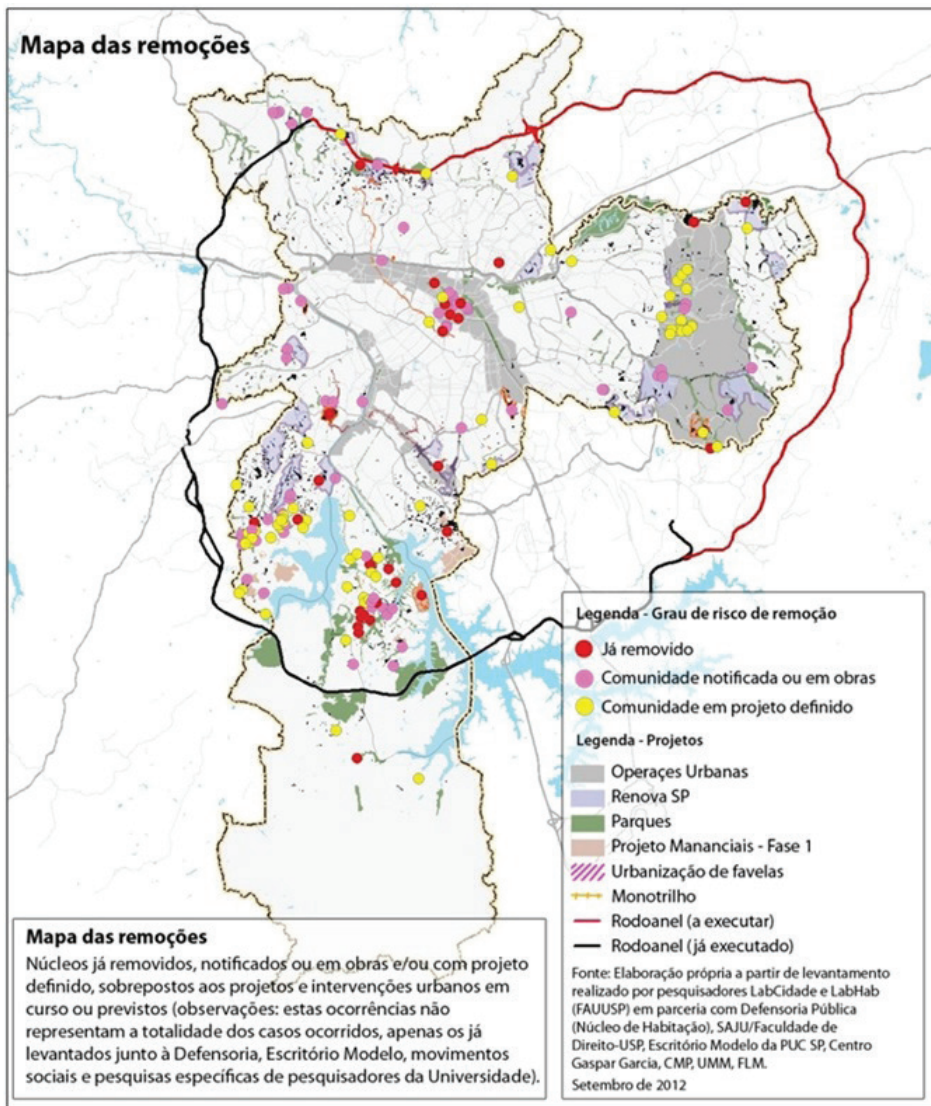 Mapa das remoções
Legenda - Grau de risco de remoção
Já removido
Comunidade notificada ou em obras
Comunidade em projeto definido
Legenda - Projetos
Operaçes Urbanas
Renova SP
Parques
Projeto Mananciais - Fase 1
Urbanização de favelas
Monotrilho
Rodoanel (a executar)
Rodoanel (já executado)
Fonte: Elaboração própria a partir de levantamento
realizado por pesquisadores LabCidade e LabHab
(FAUUSP) em parceria com Defensoria Pública
(Núcleo de Habitação), SAJU/Faculdade de
Direito-USP, Escritório Modelo da PUC SP, Centro
Gaspar Garcia, CMP, UMM, FLM.
Setembro de 2012
Mapa das remoções
Núcleos já removidos, notificados ou em obras e/ou com projeto
definido, sobrepostos aos projetos e intervenções urbanos em
curso ou previstos (observações: estas ocorrências não
representam a totalidade dos casos ocorridos, apenas os já
levantados junto à Defensoria, Escritório Modelo, movimentos
sociais e pesquisas específicas de pesquisadores da Universidade).